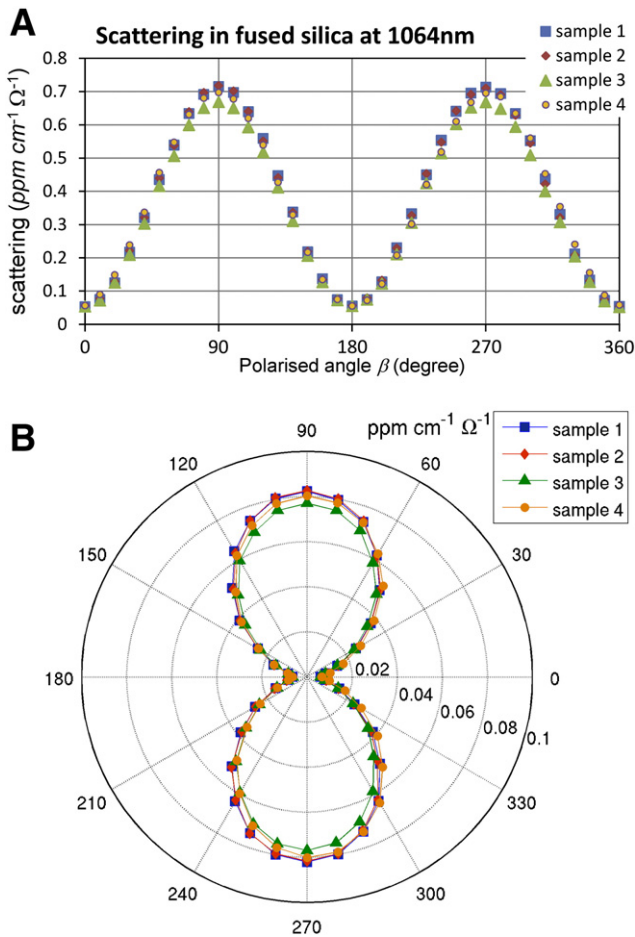 A
Scattering in fused silica at 1064nm
sample 1
sample 2
sample 3
sample 4
scattering (ppm cm⁻¹ Ω⁻¹)
0.8
0.7
0.6
0.5
0.4
0.3
0.2
0.1
0
0 90 180 270 360
Polarised angle β (degree)
B
ppm cm⁻¹ Ω⁻¹
sample 1
sample 2
sample 3
sample 4
90
120 60
150 30
180 0
0.02
0.04
0.06
0.08
0.1
210 330
240 300
270